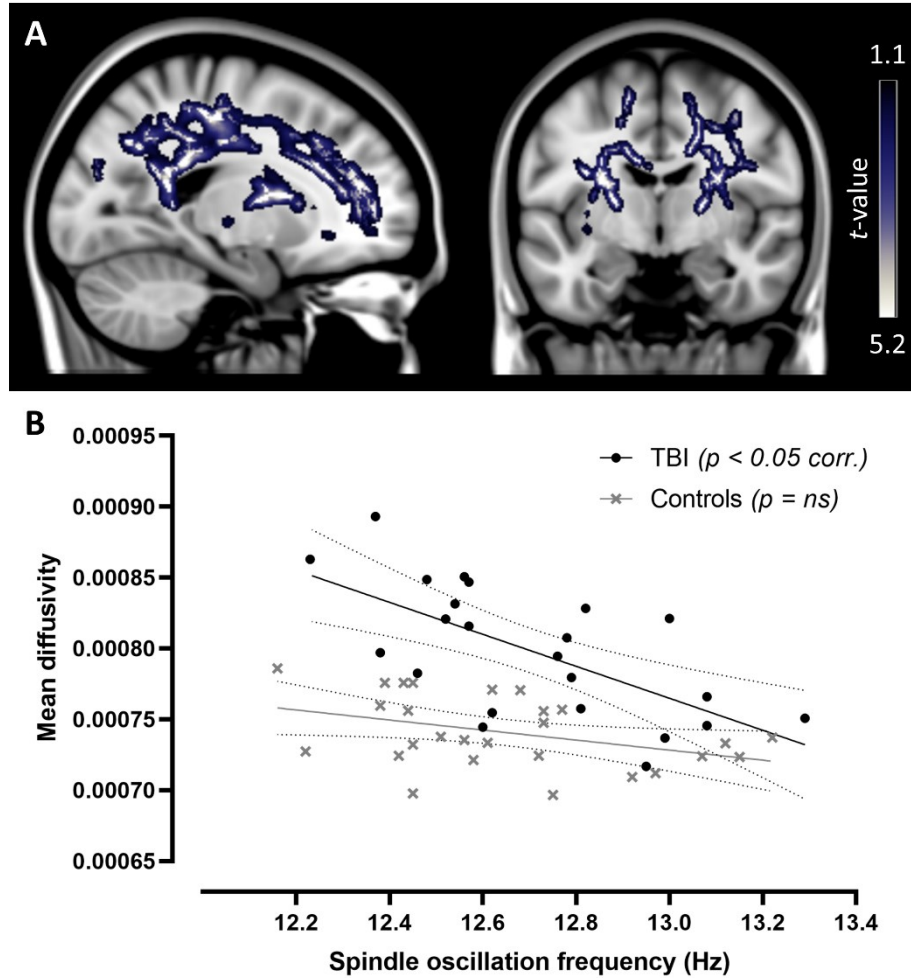 A
1.1
t-value
5.2
B
0.00095
0.00090
0.00085
0.00080
0.00075
0.00070
0.00065
Mean diffusivity
TBI (p < 0.05 corr.)
Controls (p = ns)
12.2 12.4 12.6 12.8 13.0 13.2 13.4
Spindle oscillation frequency (Hz)